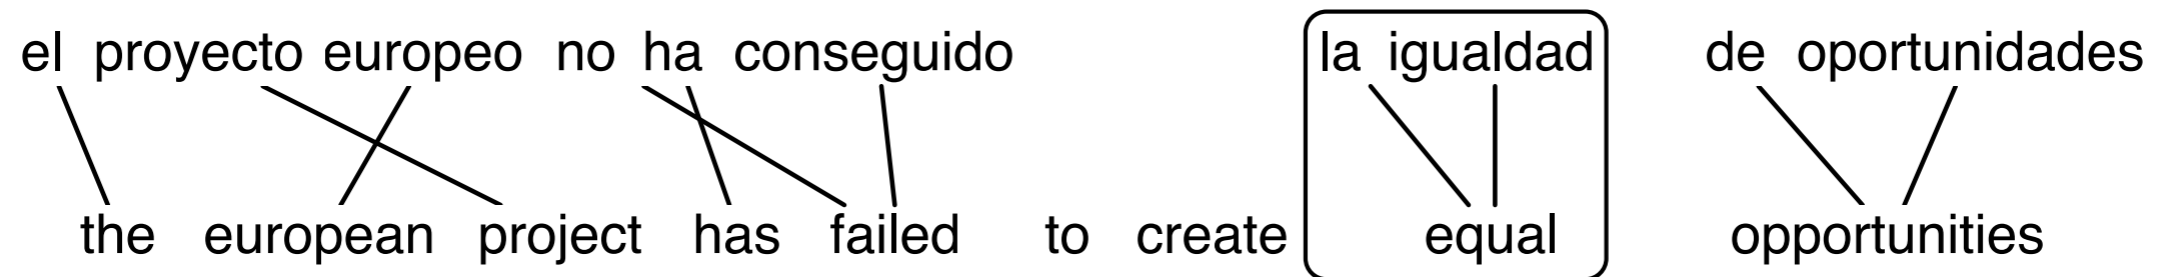 el proyecto europeo no ha conseguido la igualdad de oportunidades
the european project has failed to create equal opportunities